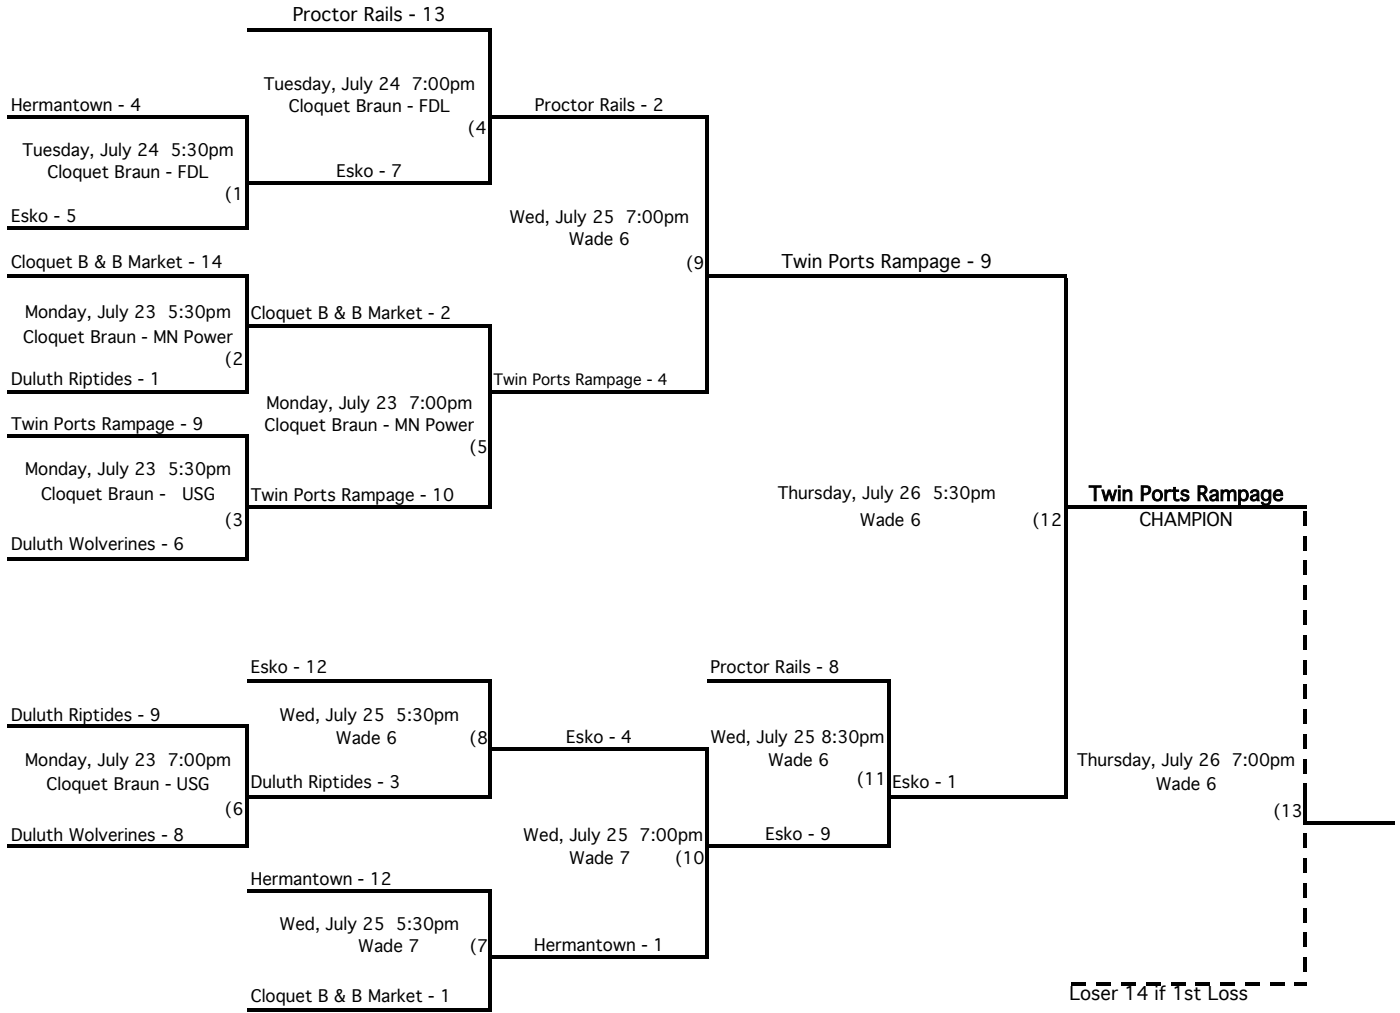 Proctor Rails - 13
Tuesday, July 24 7:00pm
Cloquet Braun - FDL
(4
Hermantown - 4
Proctor Rails - 2
Tuesday, July 24 5:30pm
Cloquet Braun - FDL
(1
Esko - 7
Esko - 5
Wed, July 25 7:00pm
Wade 6
(9
Cloquet B & B Market - 14
Twin Ports Rampage - 9
Monday, July 23 5:30pm
Cloquet Braun - MN Power
(2
Cloquet B & B Market - 2
Duluth Riptides - 1
Twin Ports Rampage - 4
Monday, July 23 7:00pm
Cloquet Braun - MN Power
(5
Twin Ports Rampage - 9
Monday, July 23 5:30pm
Cloquet Braun - USG
(3
Twin Ports Rampage - 10
Duluth Wolverines - 6
Thursday, July 26 5:30pm
Wade 6
(12
Twin Ports Rampage
CHAMPION
Esko - 12
Proctor Rails - 8
Duluth Riptides - 9
Wed, July 25 5:30pm
Wade 6
(8
Esko - 4
Wed, July 25 8:30pm
Wade 6
(11
Monday, July 23 7:00pm
Cloquet Braun - USG
(6
Duluth Riptides - 3
Esko - 1
Thursday, July 26 7:00pm
Wade 6
(13
Duluth Wolverines - 8
Wed, July 25 7:00pm
Wade 7
(10
Esko - 9
Hermantown - 12
Wed, July 25 5:30pm
Wade 7
(7
Hermantown - 1
Cloquet B & B Market - 1
Loser 14 if 1st Loss